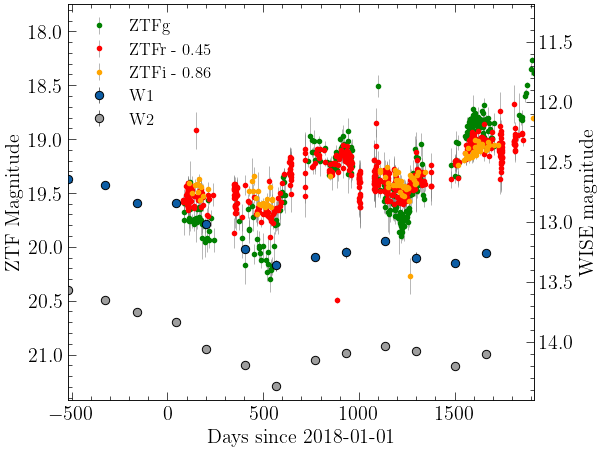 ZTFg
ZTFr - 0.45
ZTFi - 0.86
W1
W2
18.0
18.5
19.0
19.5
20.0
20.5
21.0
ZTF Magnitude
11.5
12.0
12.5
13.0
13.5
14.0
WISE magnitude
−500
0
500
1000
1500
Days since 2018-01-01